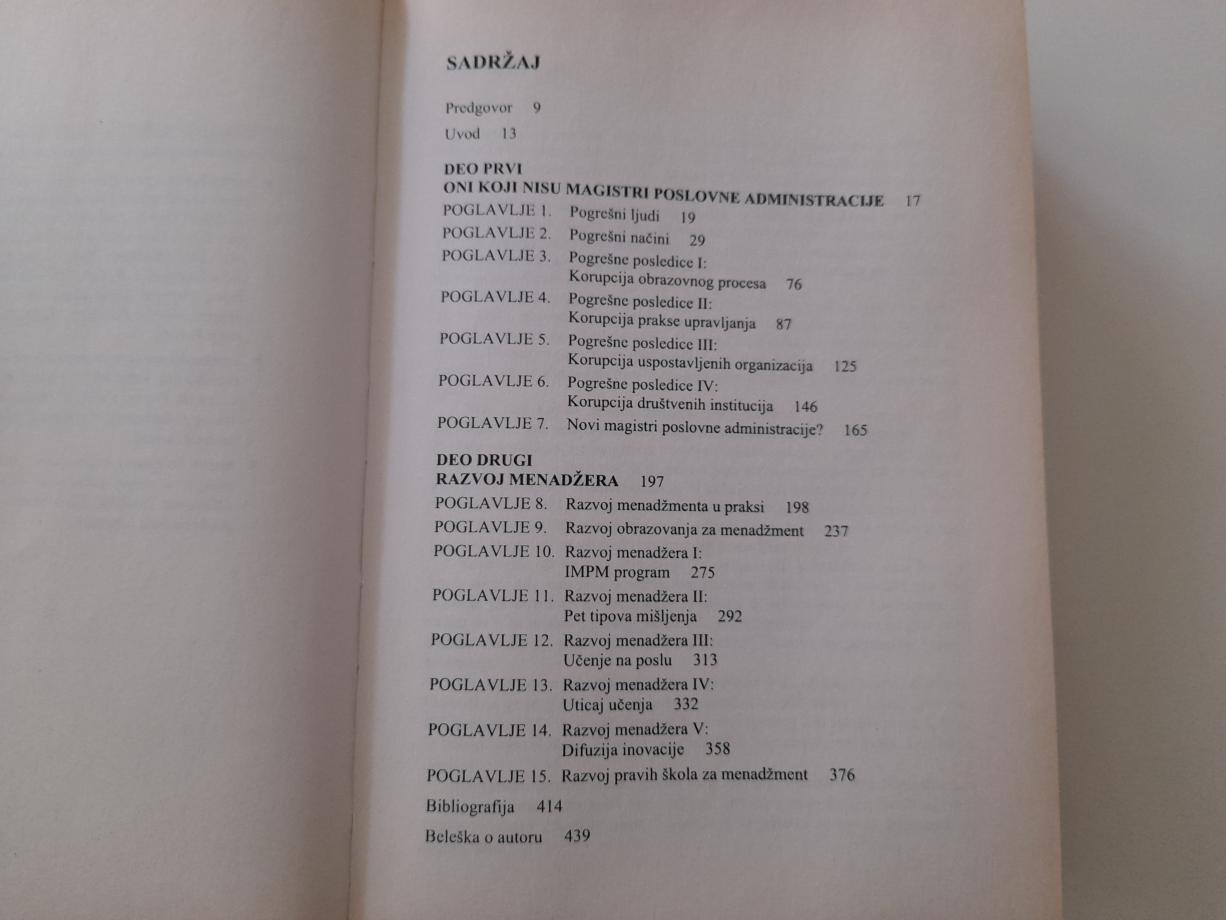 SADRŽAJ
Predgovor 9
Uvod 13
DEO PRVI
ONI KOJI NISU MAGISTRI POSLOVNE ADMINISTRACIJE 17
POGLAVLJE 1. Pogrešni ljudi 19
POGLAVLJE 2. Pogrešni načini 29
POGLAVLJE 3. Pogrešne posledice I:
Korupcija obrazovnog procesa 76
POGLAVLJE 4. Pogrešne posledice II:
Korupcija prakse upravljanja 87
POGLAVLJE 5. Pogrešne posledice III:
Korupcija uspostavljenih organizacija 125
POGLAVLJE 6. Pogrešne posledice IV:
Korupcija društvenih institucija 146
POGLAVLJE 7. Novi magistri poslovne administracije? 165
DEO DRUGI
RAZVOJ MENADŽERA 197
POGLAVLJE 8. Razvoj menadžmenta u praksi 198
POGLAVLJE 9. Razvoj obrazovanja za menadžment 237
POGLAVLJE 10. Razvoj menadžera I:
IMPM program 275
POGLAVLJE 11. Razvoj menadžera II:
Pet tipova mišljenja 292
POGLAVLJE 12. Razvoj menadžera III:
Učenje na poslu 313
POGLAVLJE 13. Razvoj menadžera IV:
Uticaj učenja 332
POGLAVLJE 14. Razvoj menadžera V:
Difuzija inovacije 358
POGLAVLJE 15. Razvoj pravih škola za menadžment 376
Bibliografija 414
Beleška o autoru 439